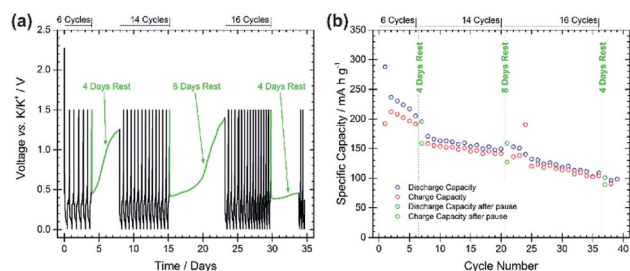 (a)
6 Cycles
14 Cycles
16 Cycles
4 Days Rest
Days Rest
4 Days Rest
Voltage vs. K/K⁺ / V
2.5
2.0
1.5
1.0
0.5
0.0
0 5 10 15 20 25 30 35
Time / Days
(b)
6 Cycles
14 Cycles
16 Cycles
4 Days Rest
8 Days Rest
4 Days Rest
Specific Capacity / mA h g⁻¹
350
300
250
200
150
100
50
0
Discharge Capacity
Charge Capacity
Discharge Capacity after pause
Charge Capacity after pause
0 5 10 15 20 25 30 35 40
Cycle Number